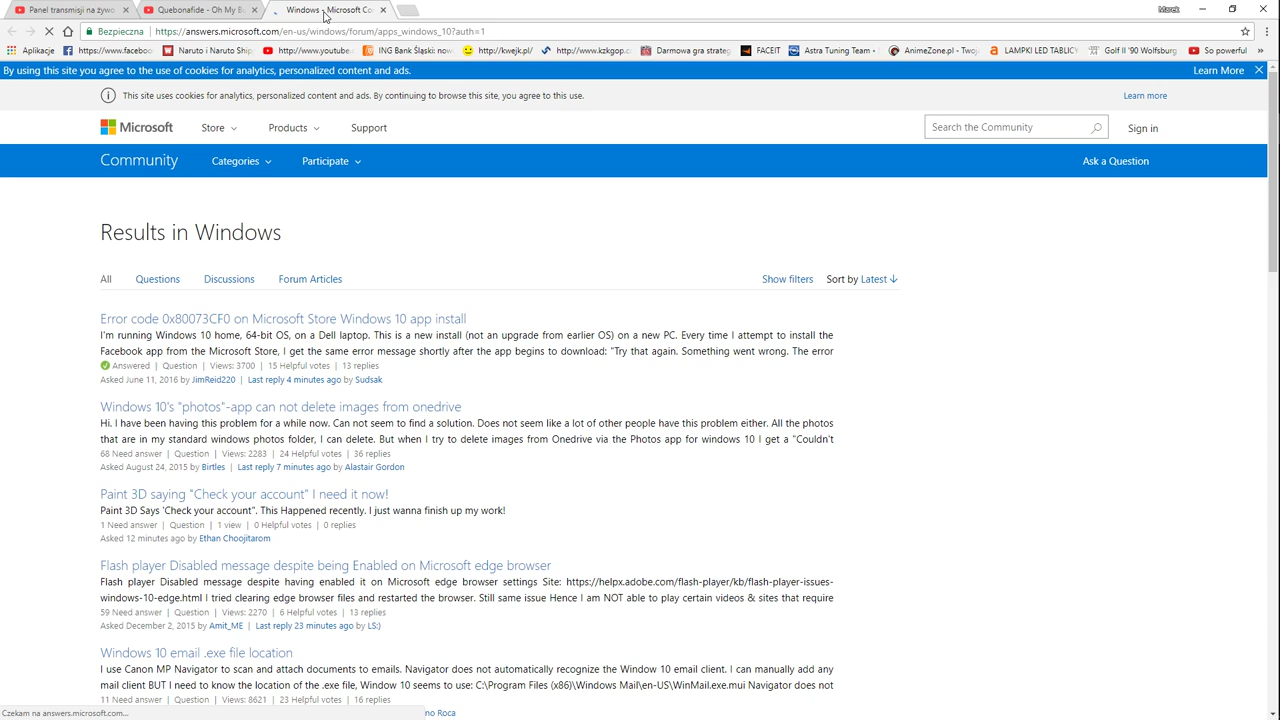 Panel transmisji na żywo
Quebonafide - Oh My B
Windows - Microsoft Co
Marek
Bezpieczna
https://answers.microsoft.com/en-us/windows/forum/apps_windows_10?auth=1
Aplikacje https://www.facebo Naruto i Naruto Ship http://www.youtube. ING Bank Śląski: now http://kwejk.pl/ http://www.kzkgop.c Darmowa gra strateg FACEIT Astra Tuning Team - AnimeZone.pl - Twoj LAMPKI LED TABLICY Golf II '90 Wolfsburg So powerful »
By using this site you agree to the use of cookies for analytics, personalized content and ads. Learn More
This site uses cookies for analytics, personalized content and ads. By continuing to browse this site, you agree to this use. Learn more
Microsoft Store Products Support Search the Community Sign in
Community Categories Participate Ask a Question
Results in Windows
All Questions Discussions Forum Articles Show filters Sort by Latest
Error code 0x80073CF0 on Microsoft Store Windows 10 app install
I'm running Windows 10 home, 64-bit OS, on a Dell laptop. This is a new install (not an upgrade from earlier OS) on a new PC. Every time I attempt to install the
Facebook app from the Microsoft Store, I get the same error message shortly after the app begins to download: "Try that again. Something went wrong. The error
Answered | Question | Views: 3700 | 15 Helpful votes | 13 replies
Asked June 11, 2016 by JimReid220 | Last reply 4 minutes ago by Sudsak
Windows 10's "photos"-app can not delete images from onedrive
Hi. I have been having this problem for a while now. Can not seem to find a solution. Does not seem like a lot of other people have this problem either. All the photos
that are in my standard windows photos folder, I can delete. But when I try to delete images from Onedrive via the Photos app for windows 10 I get a "Couldn't
68 Need answer | Question | Views: 2283 | 24 Helpful votes | 36 replies
Asked August 24, 2015 by Birtles | Last reply 7 minutes ago by Alastair Gordon
Paint 3D saying "Check your account" I need it now!
Paint 3D Says 'Check your account". This Happened recently. I just wanna finish up my work!
1 Need answer | Question | 1 view | 0 Helpful votes | 0 replies
Asked 12 minutes ago by Ethan Choojitarom
Flash player Disabled message despite being Enabled on Microsoft edge browser
Flash player Disabled message despite having enabled it on Microsoft edge browser settings Site: https://helpx.adobe.com/flash-player/kb/flash-player-issues-
windows-10-edge.html I tried clearing edge browser files and restarted the browser. Still same issue Hence I am NOT able to play certain videos & sites that require
59 Need answer | Question | Views: 2270 | 6 Helpful votes | 13 replies
Asked December 2, 2015 by Amit_ME | Last reply 23 minutes ago by LS:)
Windows 10 email .exe file location
I use Canon MP Navigator to scan and attach documents to emails. Navigator does not automatically recognize the Window 10 email client. I can manually add any
mail client BUT I need to know the location of the .exe file, Window 10 seems to use: C:\Program Files (x86)\Windows Mail\en-US\WinMail.exe.mui Navigator does not
11 Need answer | Question | Views: 8621 | 23 Helpful votes | 16 replies
Czekam na answers.microsoft.com... no Roca